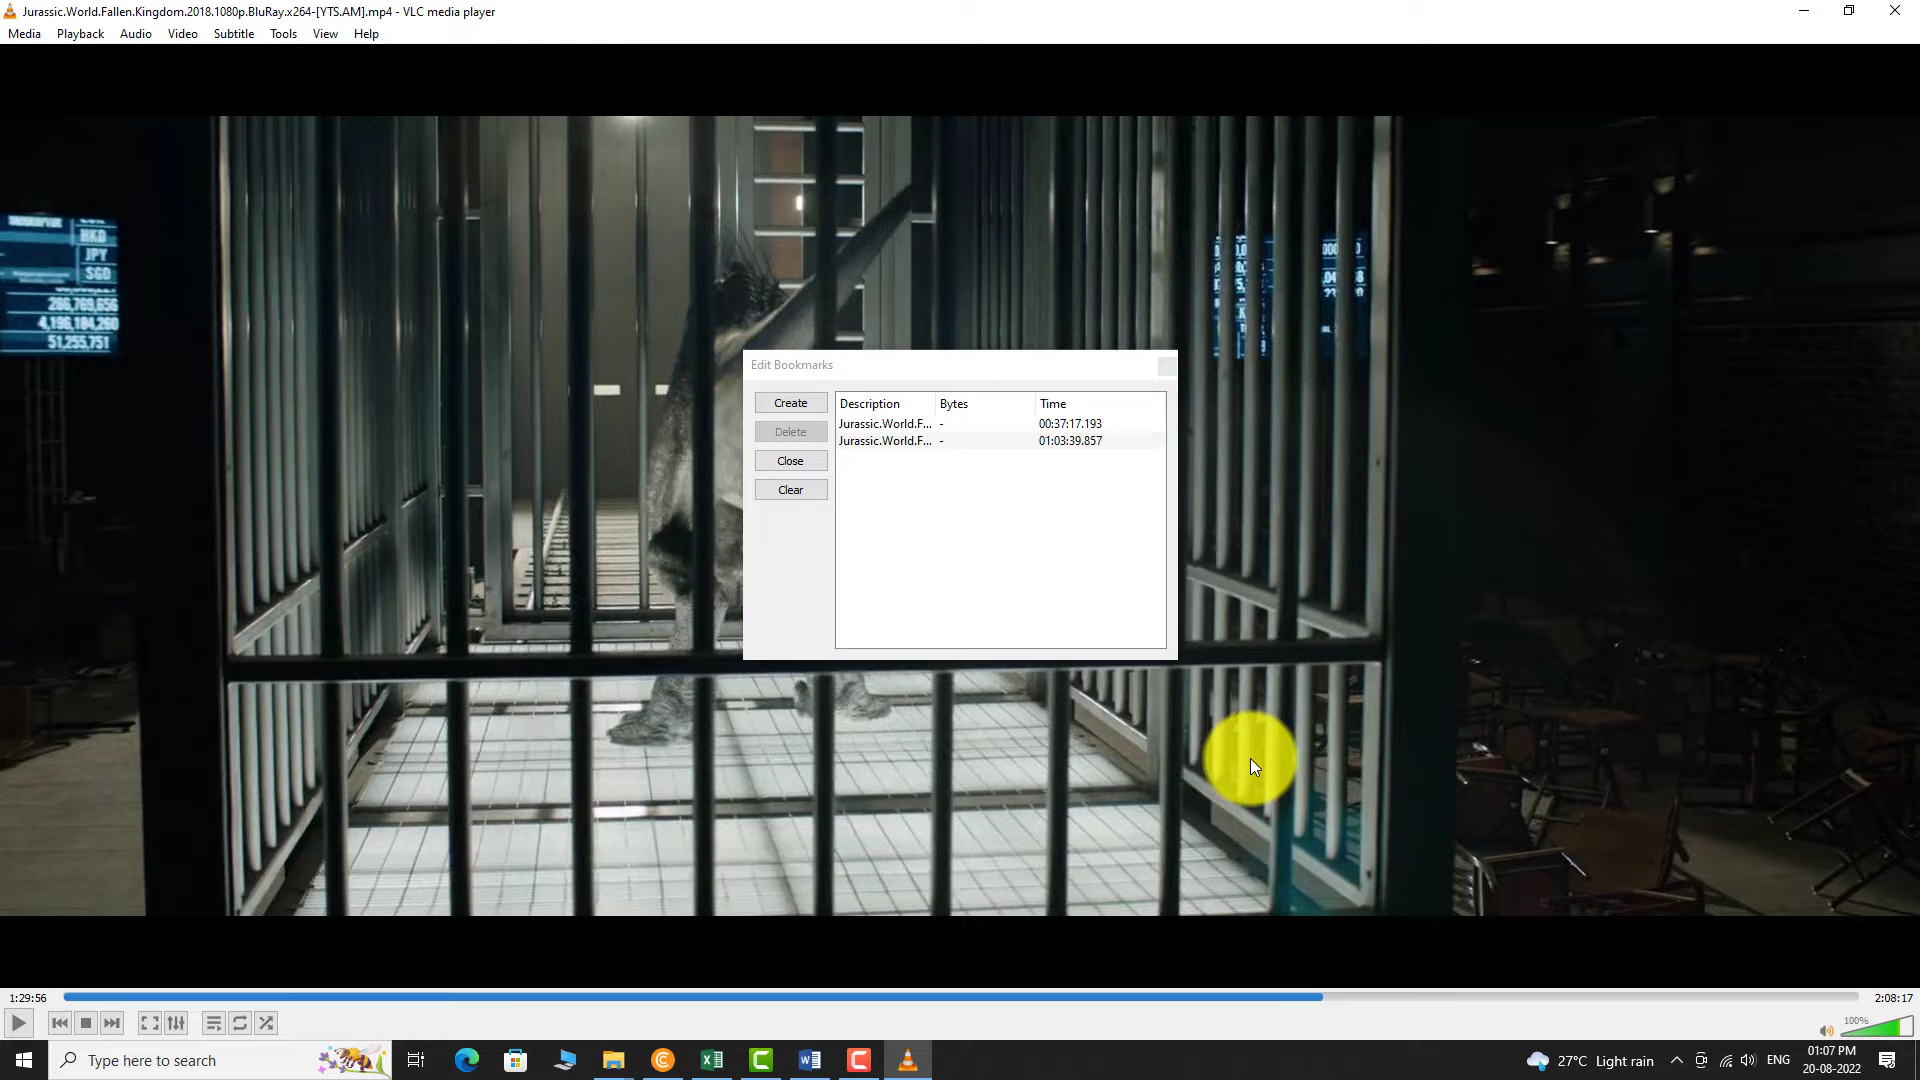 Jurassic.World.Fallen.Kingdom.2018.1080p.BluRay.x264-[YTS.AM].mp4 - VLC media player
Media Playback Audio Video Subtitle Tools View Help
HKD
JPY
SGD
286,769,656
4,196,184,260
51,255,751
Edit Bookmarks
Create
Delete
Close
Clear
Description Bytes Time
Jurassic.World.F... - 00:37:17.193
Jurassic.World.F... - 01:03:39.857
1:29:56
2:08:17
100%
Type here to search
27°C Light rain
ENG
01:07 PM
20-08-2022